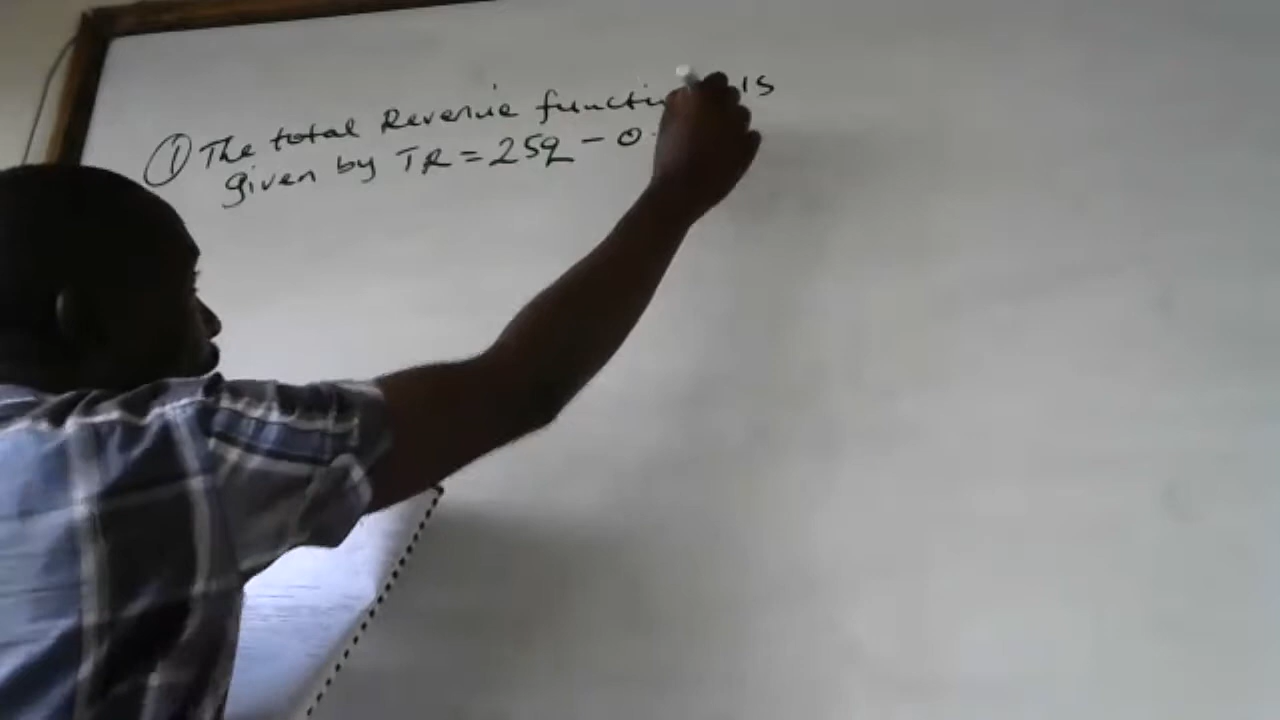 ① The total Revenue functi is
given by TR = 25q - 0.